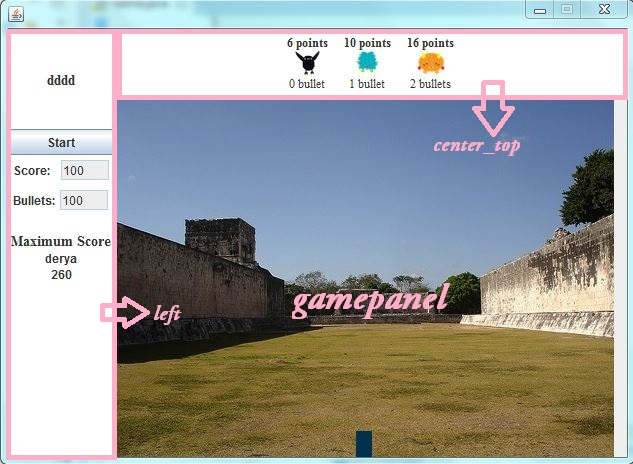 6 points 10 points 16 points
0 bullet 1 bullet 2 bullets
dddd
Start
Score: 100
Bullets: 100
Maximum Score
derya
260
center_top
gamepanel
left